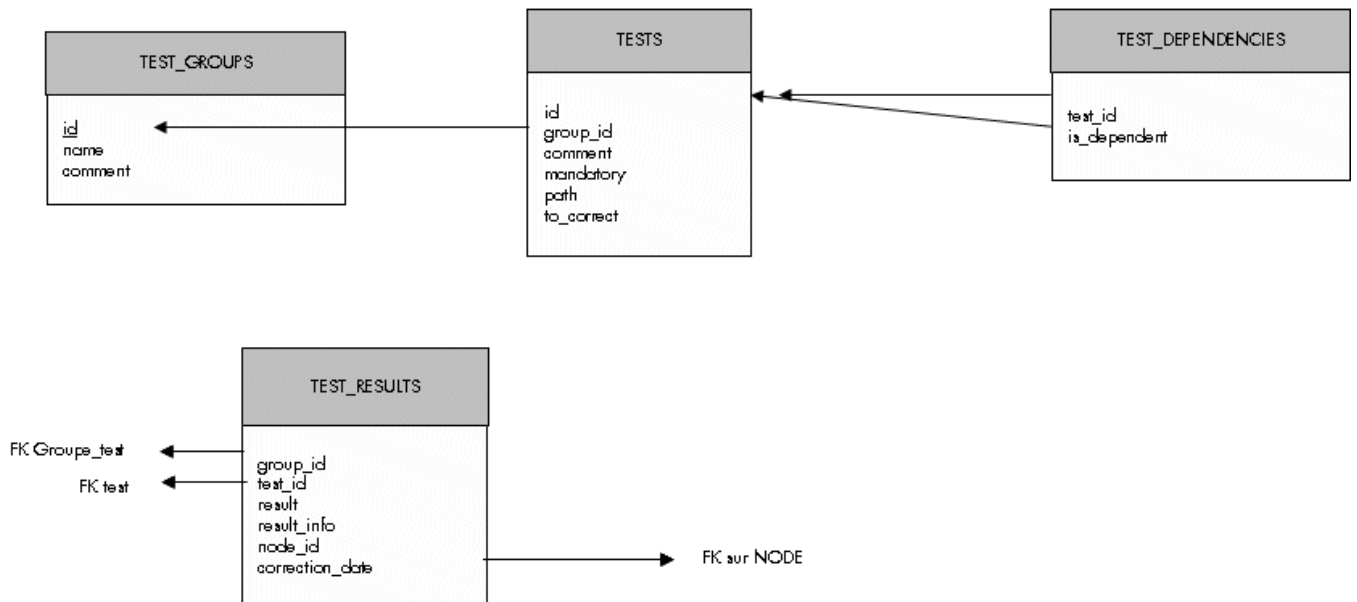 TEST_GROUPS
id
name
comment
TESTS
id
group_id
comment
mandatory
path
to_correct
TEST_DEPENDENCIES
test_id
is_dependent
TEST_RESULTS
group_id
test_id
result
result_info
node_id
correction_date
FK Groupe_test
FK test
FK sur NODE